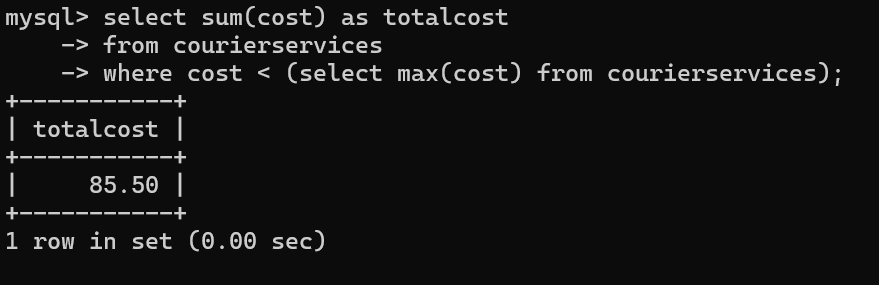 mysql> select sum(cost) as totalcost
    -> from courierservices
    -> where cost < (select max(cost) from courierservices);
+-----------+
| totalcost |
+-----------+
|     85.50 |
+-----------+
1 row in set (0.00 sec)